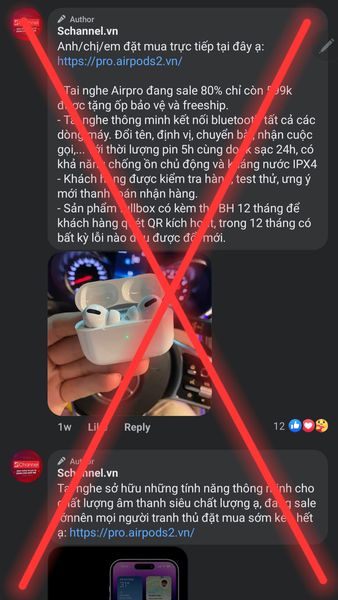 Author
Schannel.vn
Anh/chị/em đặt mua trực tiếp tại đây ạ:
https://pro.airpods2.vn/
Tai nghe Airpro đang sale 80% chỉ còn 599k
được tặng ốp bảo vệ và freeship.
- Tai nghe thông minh kết nối bluetooth tất cả các
dòng máy. Đổi tên, định vị, chuyển bài, nhận cuộc
gọi,... với thời lượng pin 5h cùng dock sạc 24h, có
khả năng chống ồn chủ động và kháng nước IPX4
- Khách hàng được kiểm tra hàng, test thử, ưng ý
mới thanh toán nhận hàng.
- Sản phẩm fullbox có kèm thẻ BH 12 tháng để
khách hàng quét QR kích hoạt, trong 12 tháng có
bất kỳ lỗi nào đều được đổi mới.
1w Like Reply 12
Schannel
Author
Schannel.vn
Tai nghe sở hữu những tính năng thông minh cho
chất lượng âm thanh siêu chất lượng ạ, đang sale
lớn nên mọi người tranh thủ đặt mua sớm kẻo hết
ạ: https://pro.airpods2.vn/